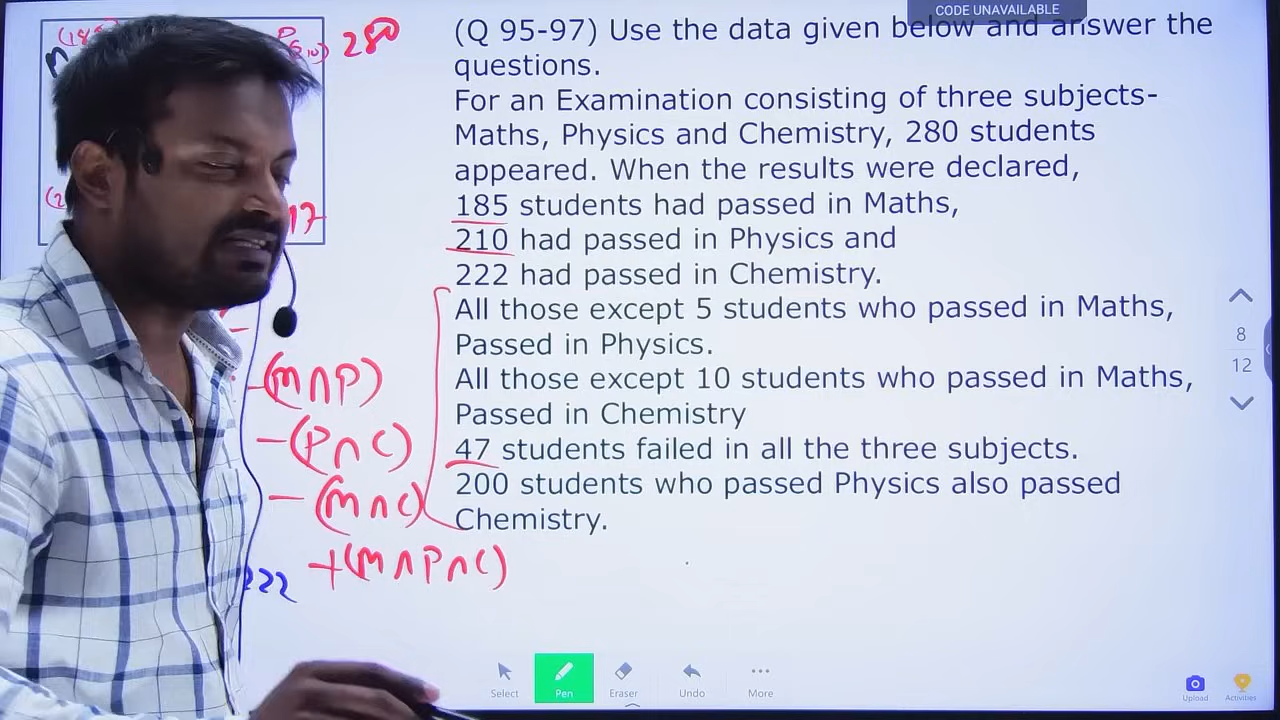 CODE UNAVAILABLE
280
17
(Q 95-97) Use the data given below and answer the
questions.
For an Examination consisting of three subjects-
Maths, Physics and Chemistry, 280 students
appeared. When the results were declared,
185 students had passed in Maths,
210 had passed in Physics and
222 had passed in Chemistry.
All those except 5 students who passed in Maths,
Passed in Physics.
All those except 10 students who passed in Maths,
Passed in Chemistry
47 students failed in all the three subjects.
200 students who passed Physics also passed
Chemistry.
-(M∩P)
-(P∩C)
-(M∩C)
+(M∩P∩C)
222
8
12
Select
Pen
Eraser
Undo
More
Upload
Activities